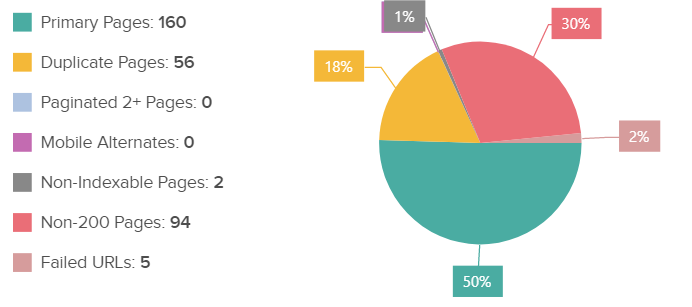 Primary Pages: 160
Duplicate Pages: 56
Paginated 2+ Pages: 0
Mobile Alternates: 0
Non-Indexable Pages: 2
Non-200 Pages: 94
Failed URLs: 5
1%
30%
18%
2%
50%